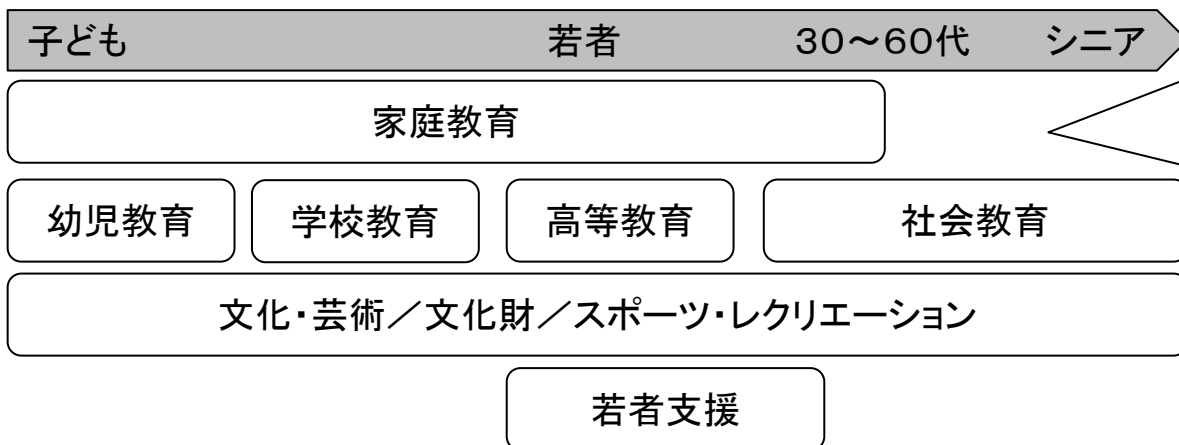 子ども 若者 30~60代 シニア
家庭教育
幼児教育 学校教育 高等教育 社会教育
文化・芸術/文化財/スポーツ・レクリエーション
若者支援